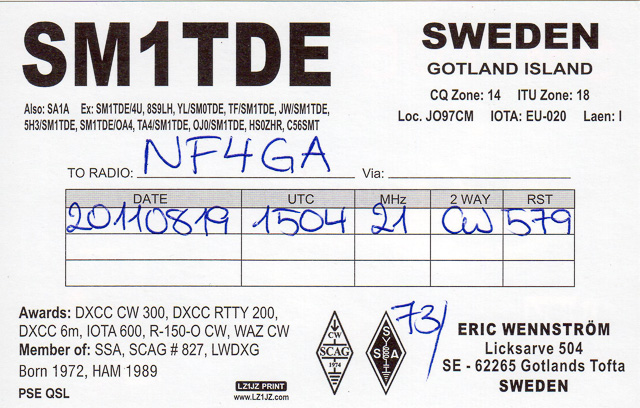 SM1TDE
SWEDEN
GOTLAND ISLAND
CQ Zone: 14 ITU Zone: 18
Loc. JO97CM IOTA: EU-020 Laen: I
Also: SA1A Ex: SM1TDE/4U, 8S9LH, YL/SM0TDE, TF/SM1TDE, JW/SM1TDE,
5H3/SM1TDE, SM1TDE/OA4, TA4/SM1TDE, OJ0/SM1TDE, HS0ZHR, C56SMT
TO RADIO: NF4GA Via:
DATE UTC MHz 2 WAY RST
20110819 1504 21 CW 579
Awards: DXCC CW 300, DXCC RTTY 200,
DXCC 6m, IOTA 600, R-150-O CW, WAZ CW
Member of: SSA, SCAG # 827, LWDXG
Born 1972, HAM 1989
PSE QSL
LZ1JZ PRINT
www.LZ1JZ.com
CW
SCAG
1974
SSA
73/
ERIC WENNSTRÖM
Licksarve 504
SE - 62265 Gotlands Tofta
SWEDEN